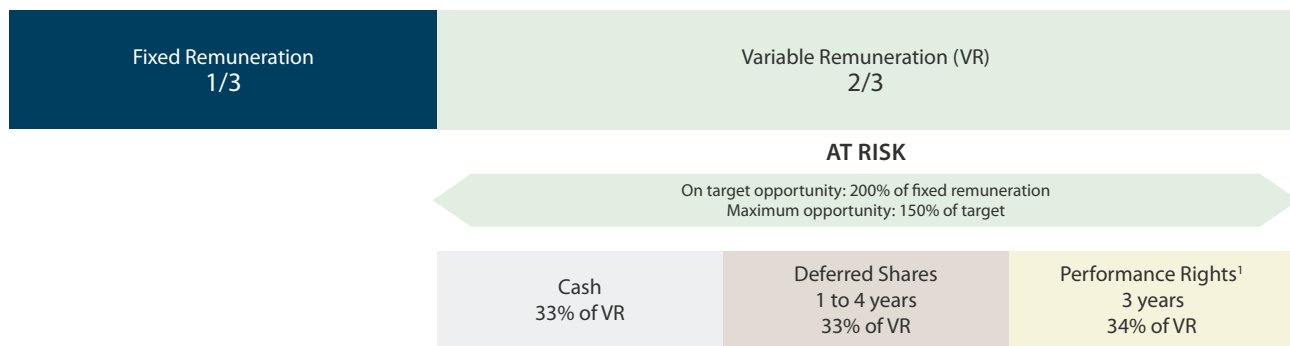 Fixed Remuneration
1/3
Variable Remuneration (VR)
2/3
AT RISK
On target opportunity: 200% of fixed remuneration
Maximum opportunity: 150% of target
Cash
33% of VR
Deferred Shares
1 to 4 years
33% of VR
Performance Rights¹
3 years
34% of VR